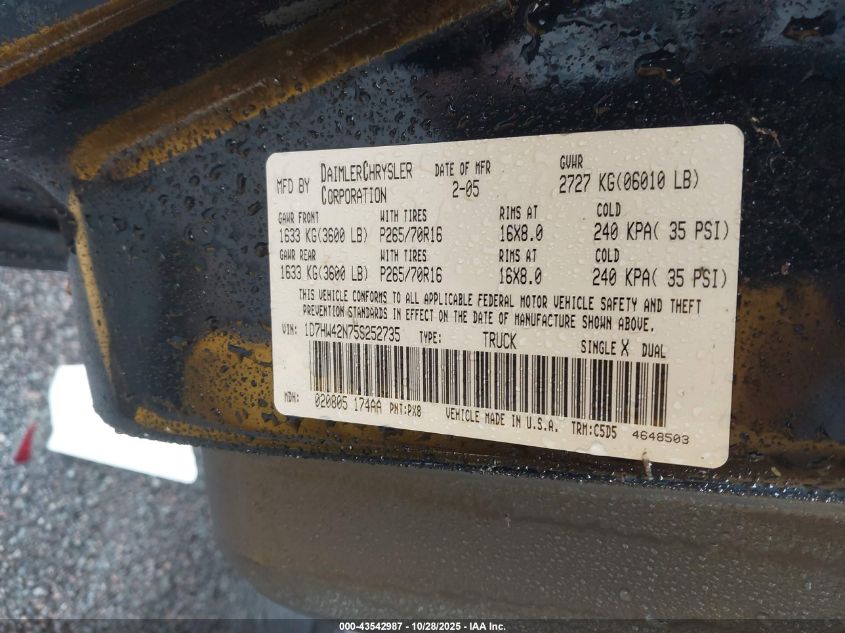 MFD BY DAIMLERCHRYSLER CORPORATION DATE OF MFR 2-05 GVWR 2727 KG(06010 LB)
GAWR FRONT WITH TIRES RIMS AT COLD
1633 KG(3600 LB) P265/70R16 16X8.0 240 KPA( 35 PSI)
GAWR REAR WITH TIRES RIMS AT COLD
1633 KG(3600 LB) P265/70R16 16X8.0 240 KPA( 35 PSI)
THIS VEHICLE CONFORMS TO ALL APPLICABLE FEDERAL MOTOR VEHICLE SAFETY AND THEFT
PREVENTION STANDARDS IN EFFECT ON THE DATE OF MANUFACTURE SHOWN ABOVE.
VIN: 1D7HW42N75S252735 TYPE: TRUCK SINGLE X DUAL
MDH: 020805 174AA PNT:PX8 VEHICLE MADE IN U.S.A. TRM:C5D5 4648503
000-43542987 - 10/28/2025 - IAA Inc.